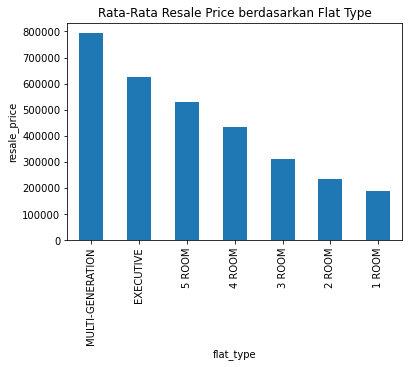 Rata-Rata Resale Price berdasarkan Flat Type
800000
700000
600000
500000
400000
300000
200000
100000
0
resale_price
MULTI-GENERATION
EXECUTIVE
5 ROOM
4 ROOM
3 ROOM
2 ROOM
1 ROOM
flat_type